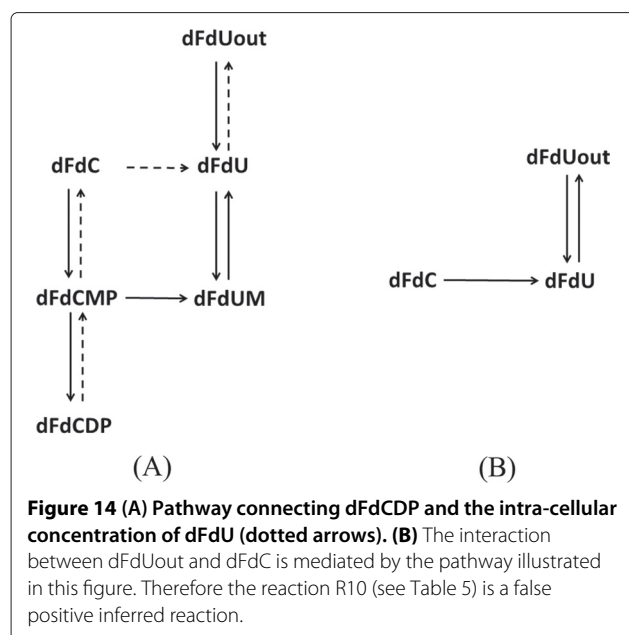 dFdUout
dFdC
dFdU
dFdCMP
dFdUM
dFdCDP
(A)
dFdUout
dFdC
dFdU
(B)
Figure 14 (A) Pathway connecting dFdCDP and the intra-cellular
concentration of dFdU (dotted arrows). (B) The interaction
between dFdUout and dFdC is mediated by the pathway illustrated
in this figure. Therefore the reaction R10 (see Table 5) is a false
positive inferred reaction.